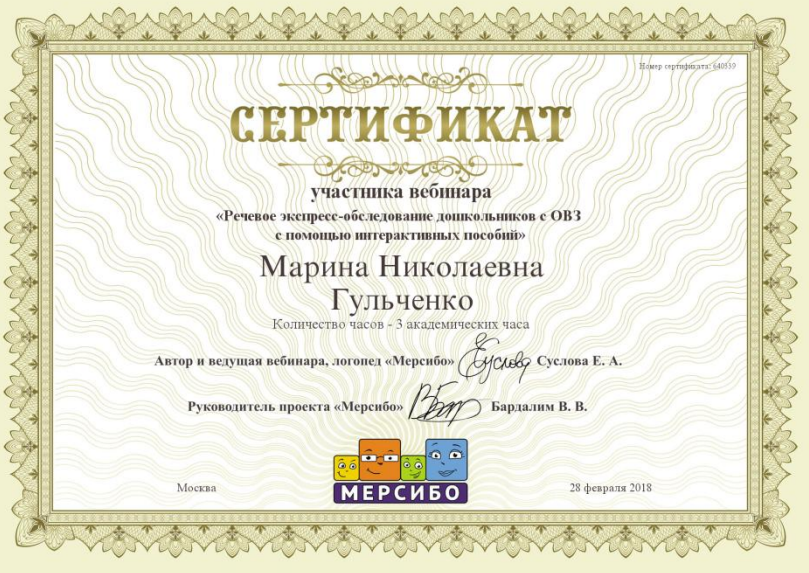 Номер сертификата: 640539
СЕРТИФИКАТ
участника вебинара
«Речевое экспресс-обследование дошкольников с ОВЗ
с помощью интерактивных пособий»
Марина Николаевна
Гульченко
Количество часов - 3 академических часа
Автор и ведущая вебинара, логопед «Мерсибо» Суслова Е. А.
Руководитель проекта «Мерсибо» Бардалим В. В.
МЕРСИБО
Москва 28 февраля 2018